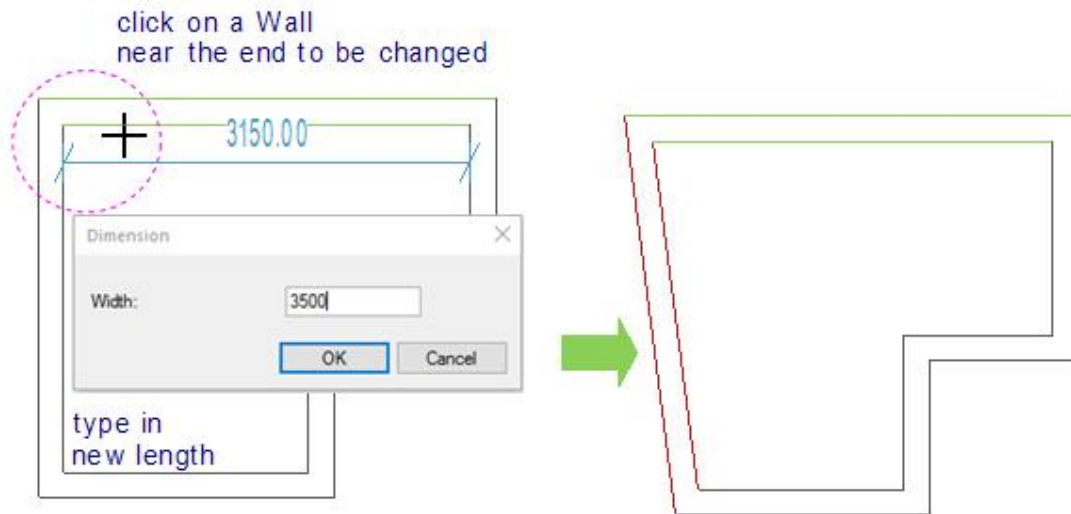 click on a Wall
near the end to be changed
3150.00
Dimension
Width:
3500
OK
Cancel
type in
new length